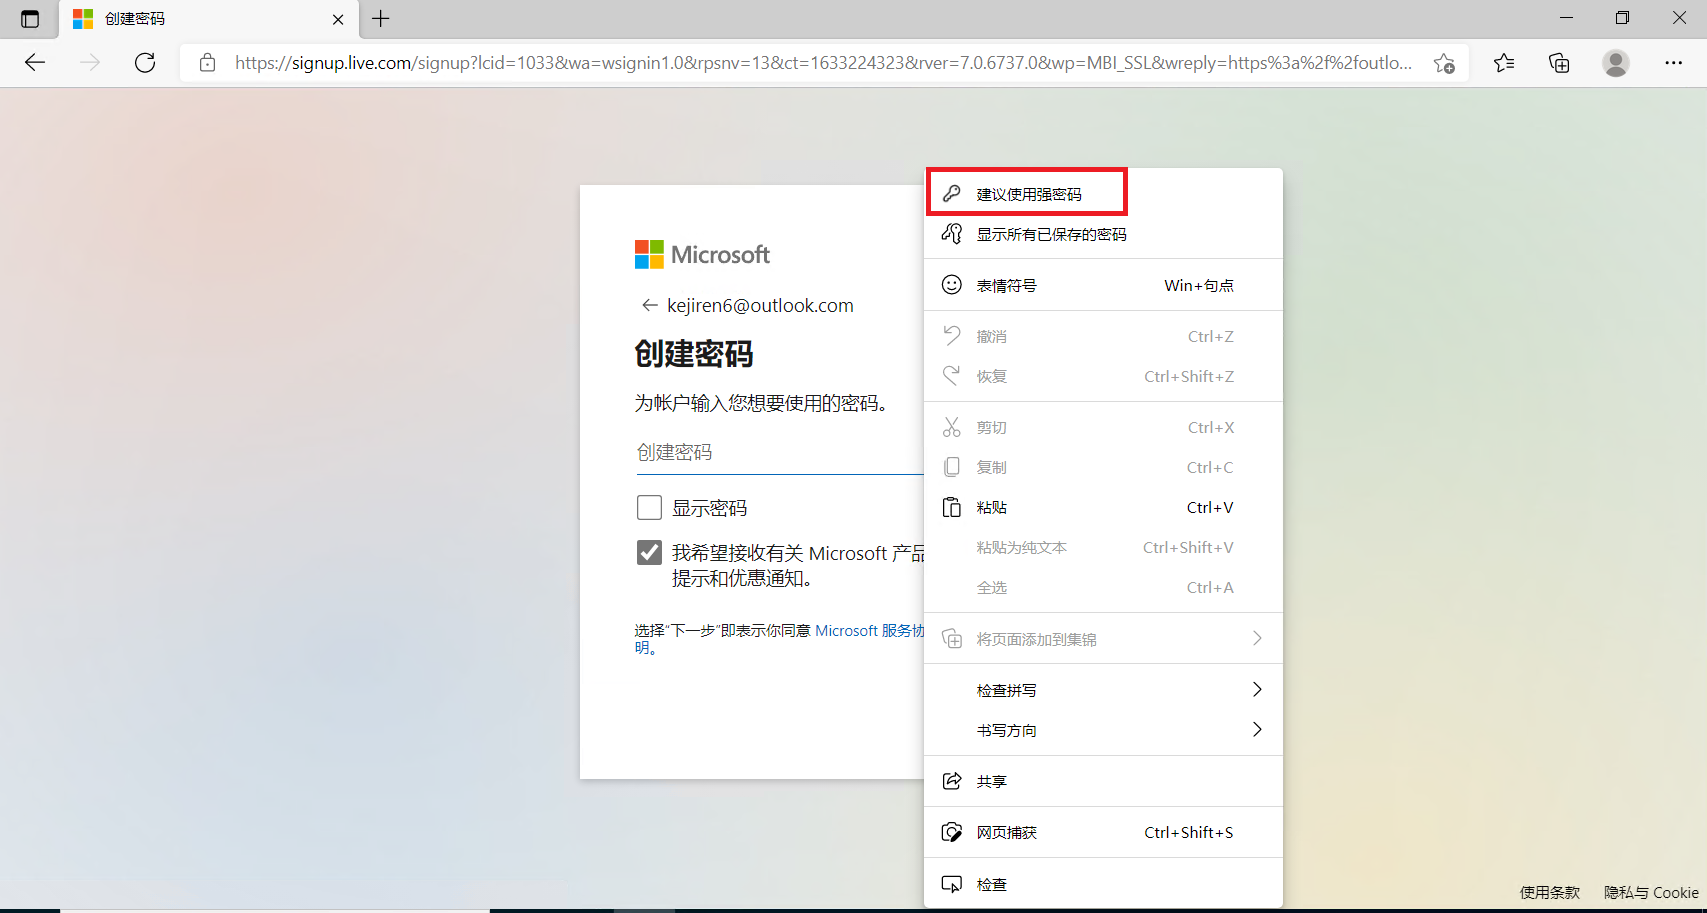 创建密码
https://signup.live.com/signup?lcid=1033&wa=wsignin1.0&rpsnv=13&ct=1633224323&rver=7.0.6737.0&wp=MBI_SSL&wreply=https%3a%2f%2foutlo...
Microsoft
kejiren6@outlook.com
创建密码
为帐户输入您想要使用的密码。
创建密码
显示密码
我希望接收有关 Microsoft 产品
提示和优惠通知。
选择“下一步”即表示你同意 Microsoft 服务协
明。
建议使用强密码
显示所有已保存的密码
表情符号 Win+句点
撤消 Ctrl+Z
恢复 Ctrl+Shift+Z
剪切 Ctrl+X
复制 Ctrl+C
粘贴 Ctrl+V
粘贴为纯文本 Ctrl+Shift+V
全选 Ctrl+A
将页面添加到集锦
检查拼写
书写方向
共享
网页捕获 Ctrl+Shift+S
检查
使用条款 隐私与 Cookie